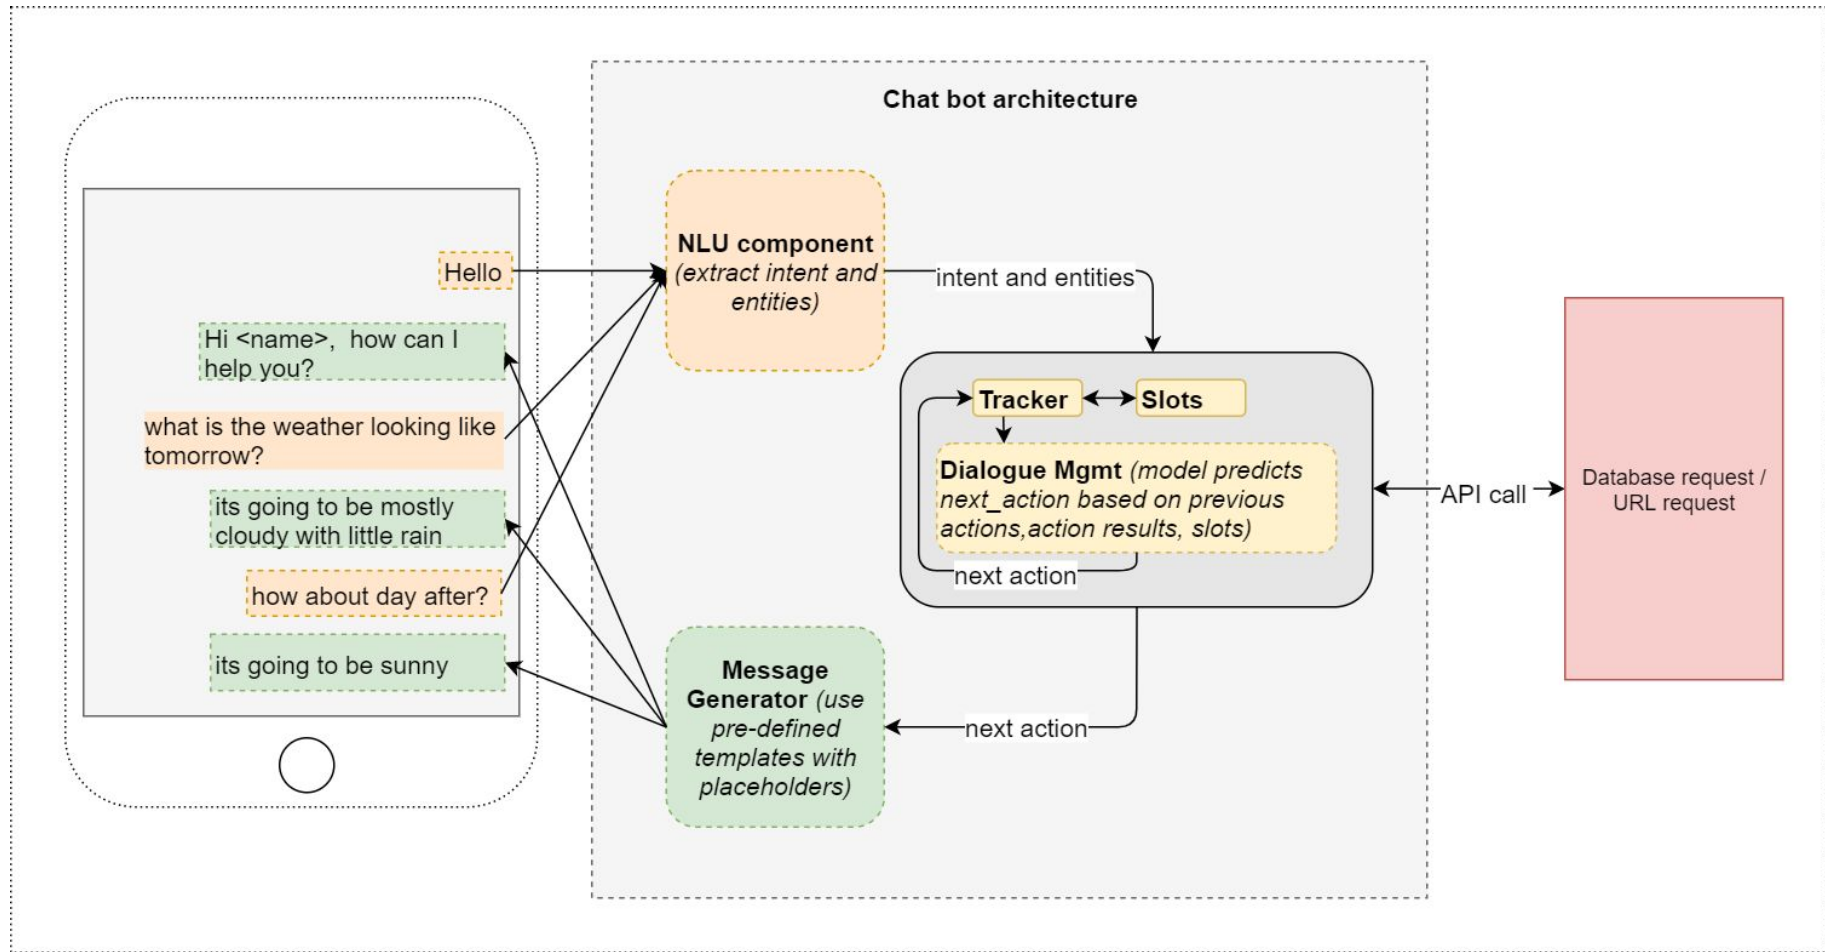 Chat bot architecture
Hello
Hi <name>,  how can I
help you?
what is the weather looking like
tomorrow?
its going to be mostly
cloudy with little rain
how about day after?
its going to be sunny
NLU component
(extract intent and
entities)
intent and entities
Tracker
Slots
Dialogue Mgmt (model predicts
next_action based on previous
actions,action results, slots)
next action
API call
Database request /
URL request
Message
Generator (use
pre-defined
templates with
placeholders)
next action